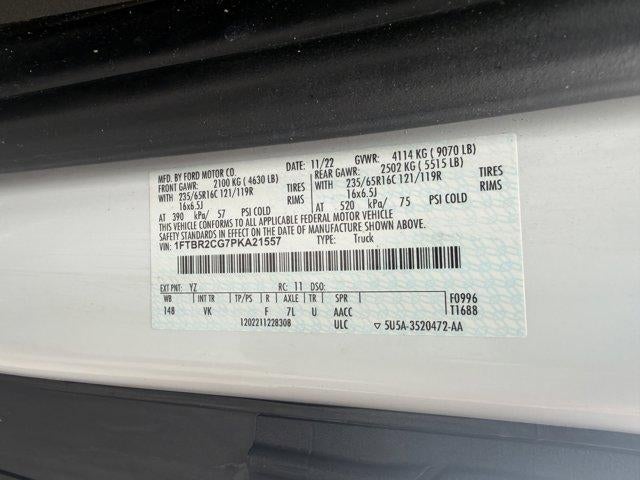 MFD. BY FORD MOTOR CO. DATE: 11/22 GVWR: 4114 KG ( 9070 LB)
FRONT GAWR: 2100 KG ( 4630 LB) REAR GAWR: 2502 KG ( 5515 LB)
WITH 235/65R16C 121/119R TIRES WITH 235/65R16C 121/119R TIRES
16x6.5J RIMS 16x6.5J RIMS
AT 390 kPa/ 57 PSI COLD AT 520 kPa/ 75 PSI COLD
THIS VEHICLE CONFORMS TO ALL APPLICABLE FEDERAL MOTOR VEHICLE
SAFETY STANDARDS IN EFFECT ON THE DATE OF MANUFACTURE SHOWN ABOVE.
VIN: 1FTBR2CG7PKA21557 TYPE: Truck
EXT PNT: YZ RC: 11 DSO:
WB INT TR TP/PS R AXLE TR SPR F0996
148 VK F 7L U AACC T1688
1202211228308 ULC ▽ 5U5A-3520472-AA